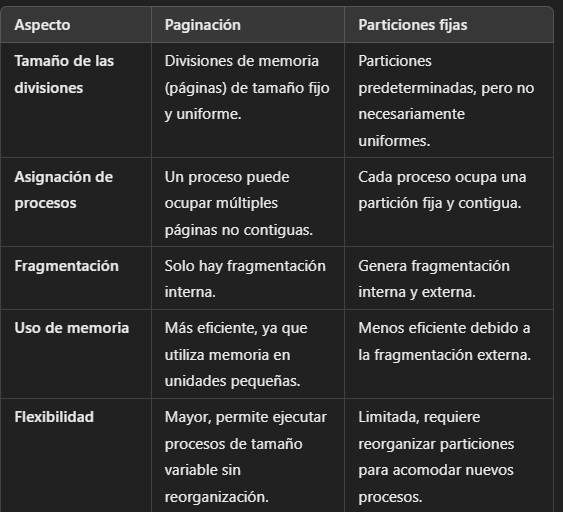 Aspecto Paginación Particiones fijas
Tamaño de las Divisiones de memoria Particiones
divisiones (páginas) de tamaño fijo predeterminadas, pero no
y uniforme. necesariamente
uniformes.
Asignación de Un proceso puede Cada proceso ocupa una
procesos ocupar múltiples partición fija y contigua.
páginas no contiguas.
Fragmentación Solo hay fragmentación Genera fragmentación
interna. interna y externa.
Uso de memoria Más eficiente, ya que Menos eficiente debido a
utiliza memoria en la fragmentación externa.
unidades pequeñas.
Flexibilidad Mayor, permite ejecutar Limitada, requiere
procesos de tamaño reorganizar particiones
variable sin para acomodar nuevos
reorganización. procesos.